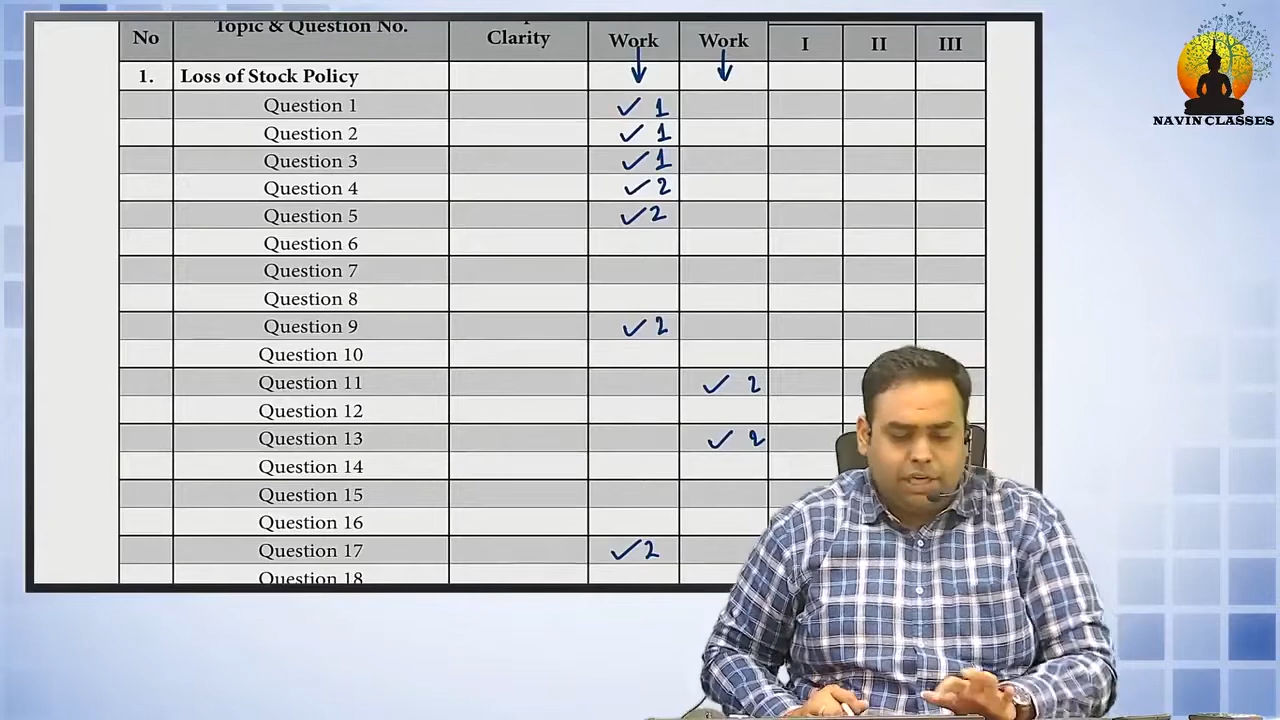 No Topic & Question No. Clarity Work Work I II III
1. Loss of Stock Policy
Question 1 ✓ 1
Question 2 ✓ 1
Question 3 ✓ 1
Question 4 ✓ 2
Question 5 ✓ 2
Question 6
Question 7
Question 8
Question 9 ✓ 2
Question 10
Question 11 ✓ 2
Question 12
Question 13 ✓ 2
Question 14
Question 15
Question 16
Question 17 ✓ 2
Question 18
NAVIN CLASSES